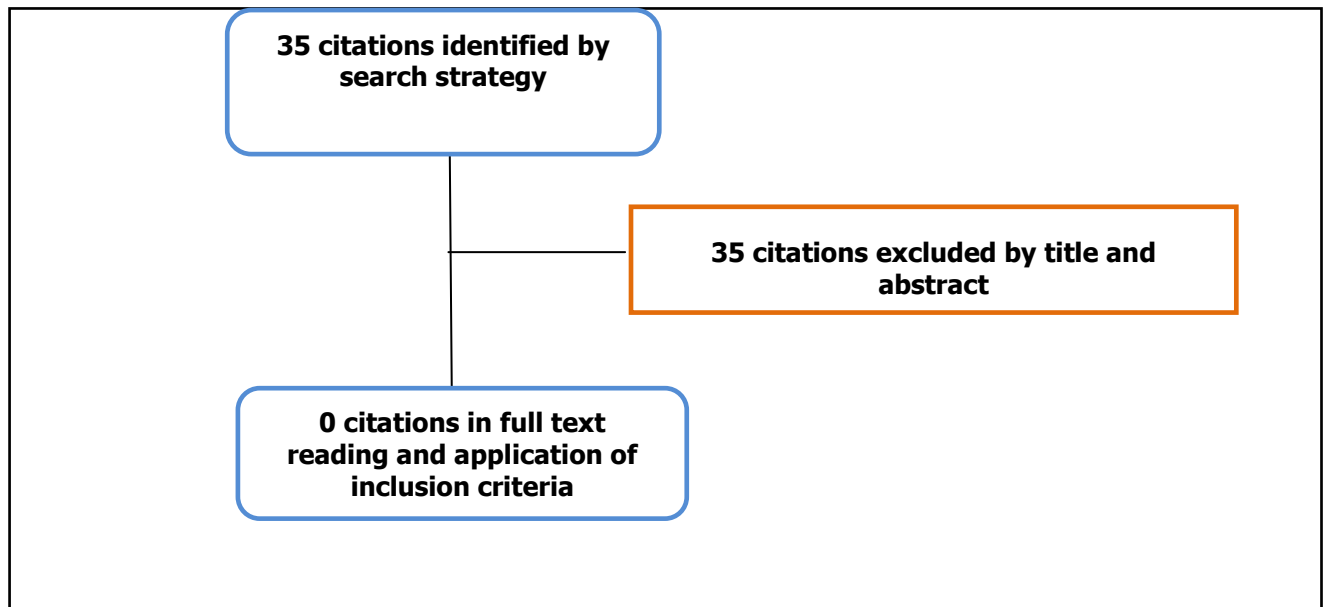 35 citations identified by
search strategy
35 citations excluded by title and
abstract
0 citations in full text
reading and application of
inclusion criteria